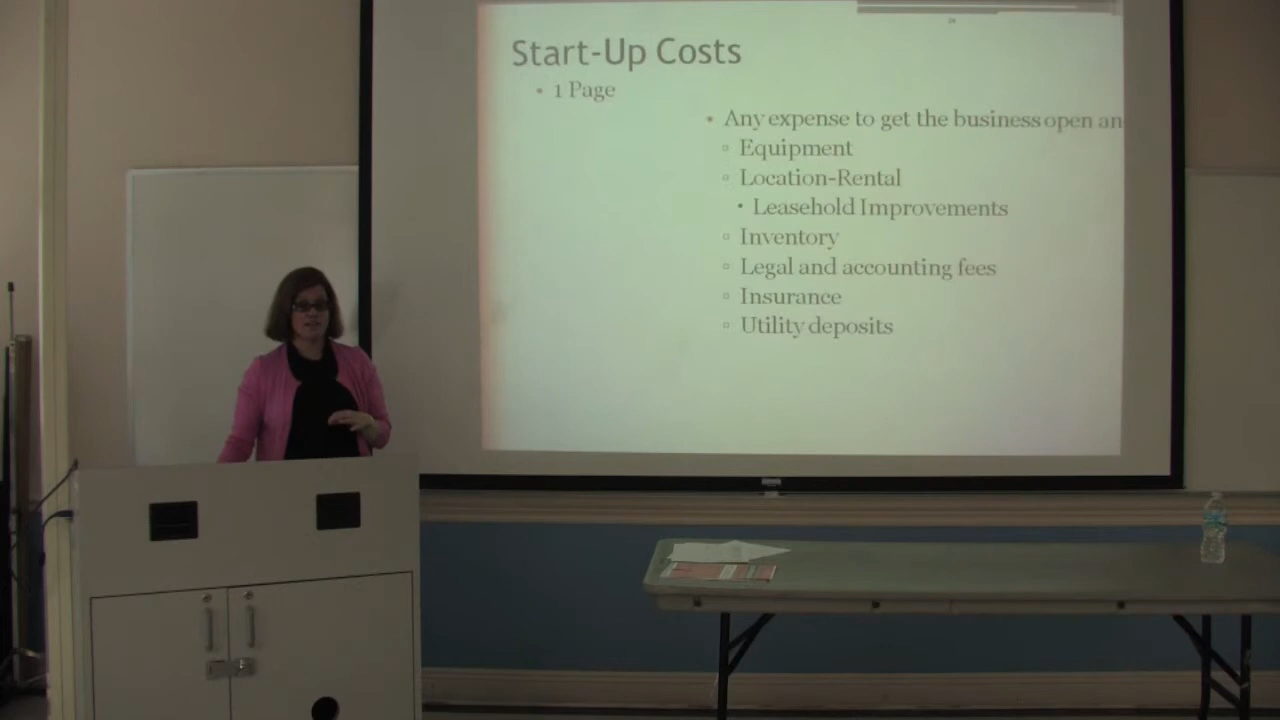 Start-Up Costs
• 1 Page
• Any expense to get the business open an
▫ Equipment
▫ Location-Rental
• Leasehold Improvements
▫ Inventory
▫ Legal and accounting fees
▫ Insurance
▫ Utility deposits